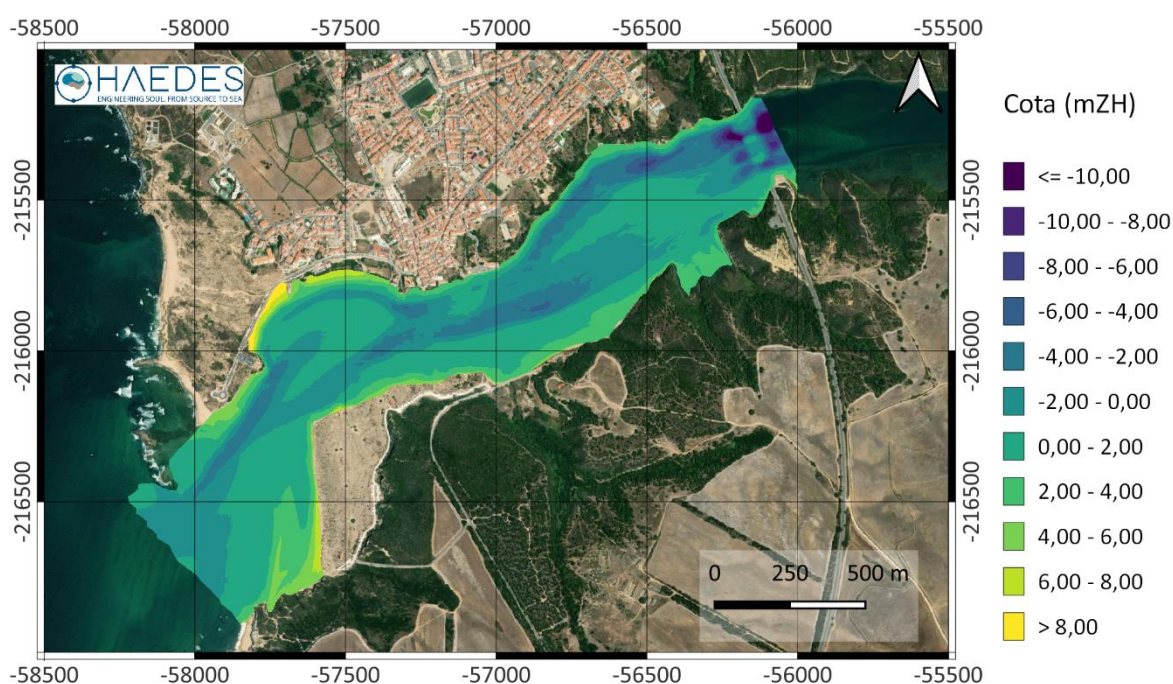 -58500 -58000 -57500 -57000 -56500 -56000 -55500
HAEDES
ENGINEERING SOUL, FROM SOURCE TO SEA
Cota (mZH)
<= -10,00
-10,00 - -8,00
-8,00 - -6,00
-6,00 - -4,00
-4,00 - -2,00
-2,00 - 0,00
0,00 - 2,00
2,00 - 4,00
4,00 - 6,00
6,00 - 8,00
> 8,00
-215500 -215500
-216000 -216000
-216500 -216500
0 250 500 m
-58500 -58000 -57500 -57000 -56500 -56000 -55500